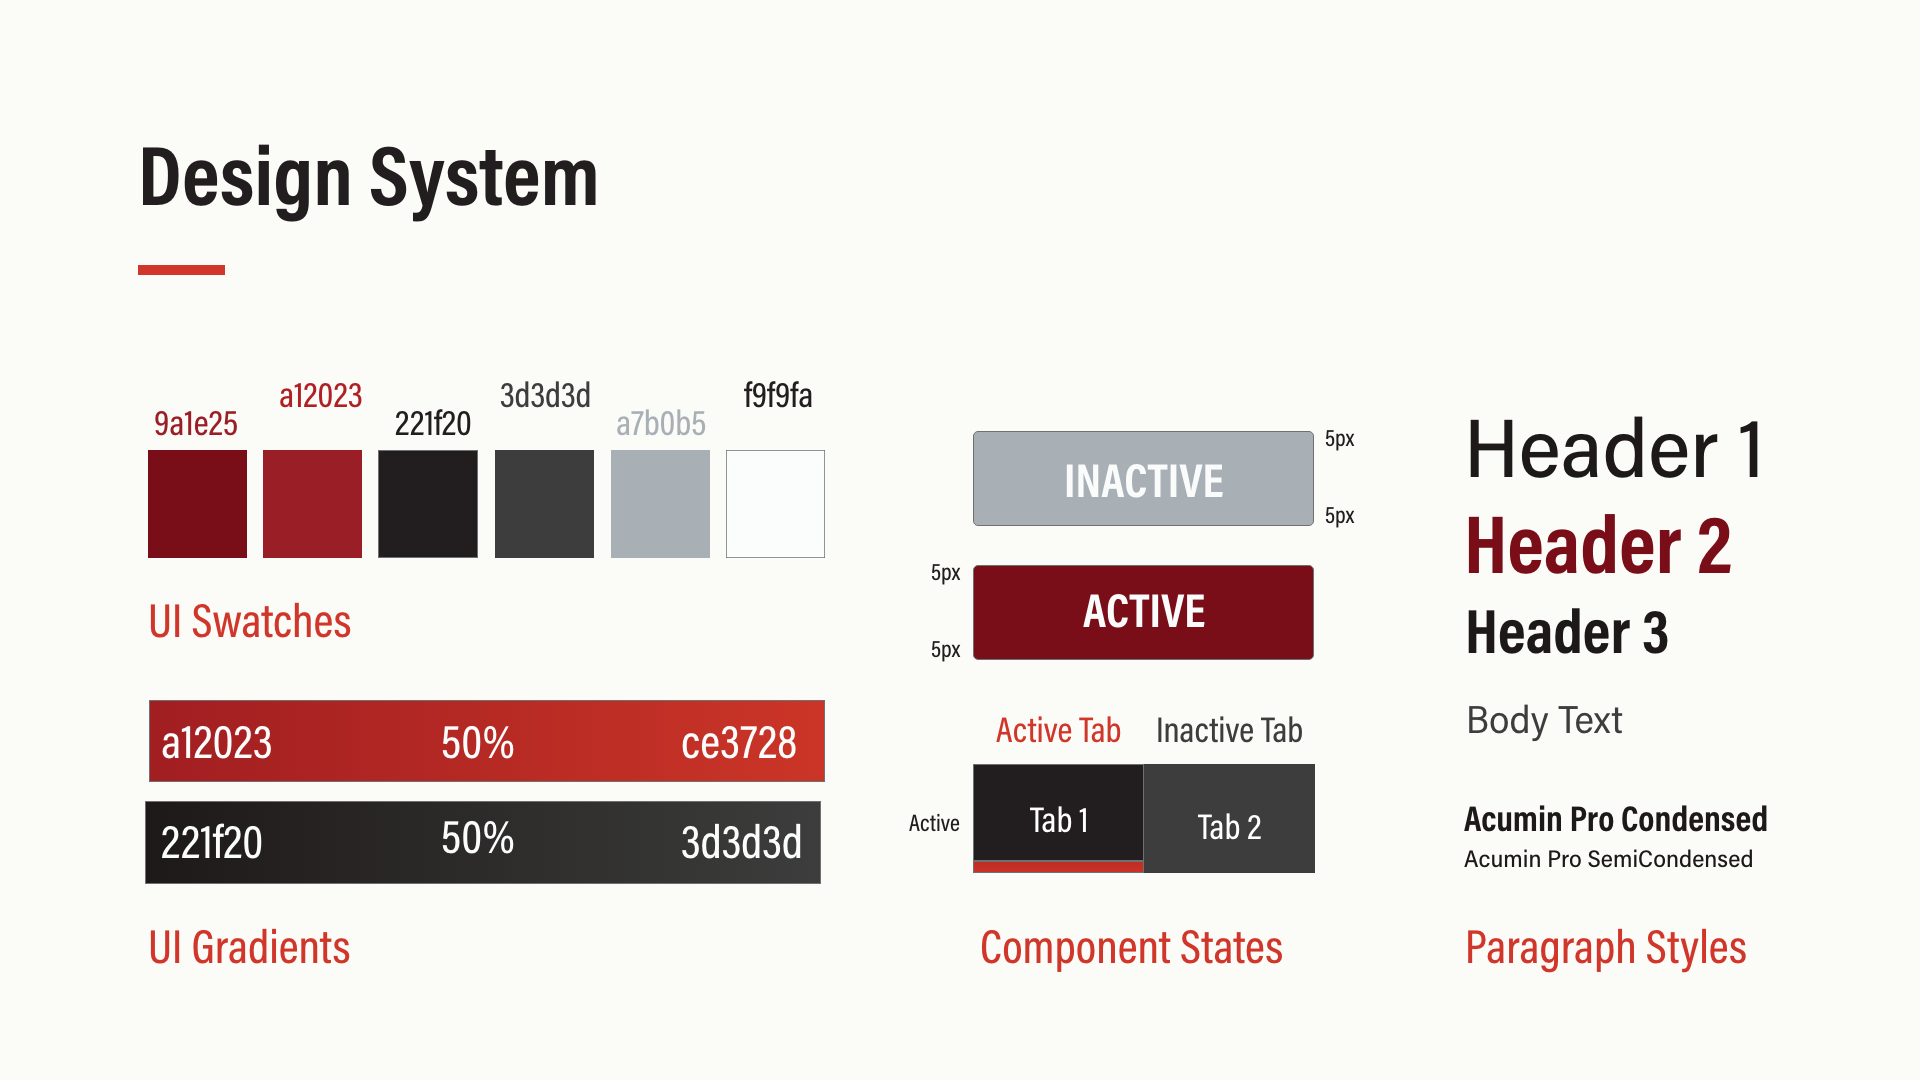 Design System
9a1e25
a12023
221f20
3d3d3d
a7b0b5
f9f9fa
UI Swatches
a12023 50% ce3728
221f20 50% 3d3d3d
UI Gradients
INACTIVE
5px
5px
5px
ACTIVE
5px
Active Tab Inactive Tab
Active
Tab 1
Tab 2
Component States
Header 1
Header 2
Header 3
Body Text
Acumin Pro Condensed
Acumin Pro SemiCondensed
Paragraph Styles